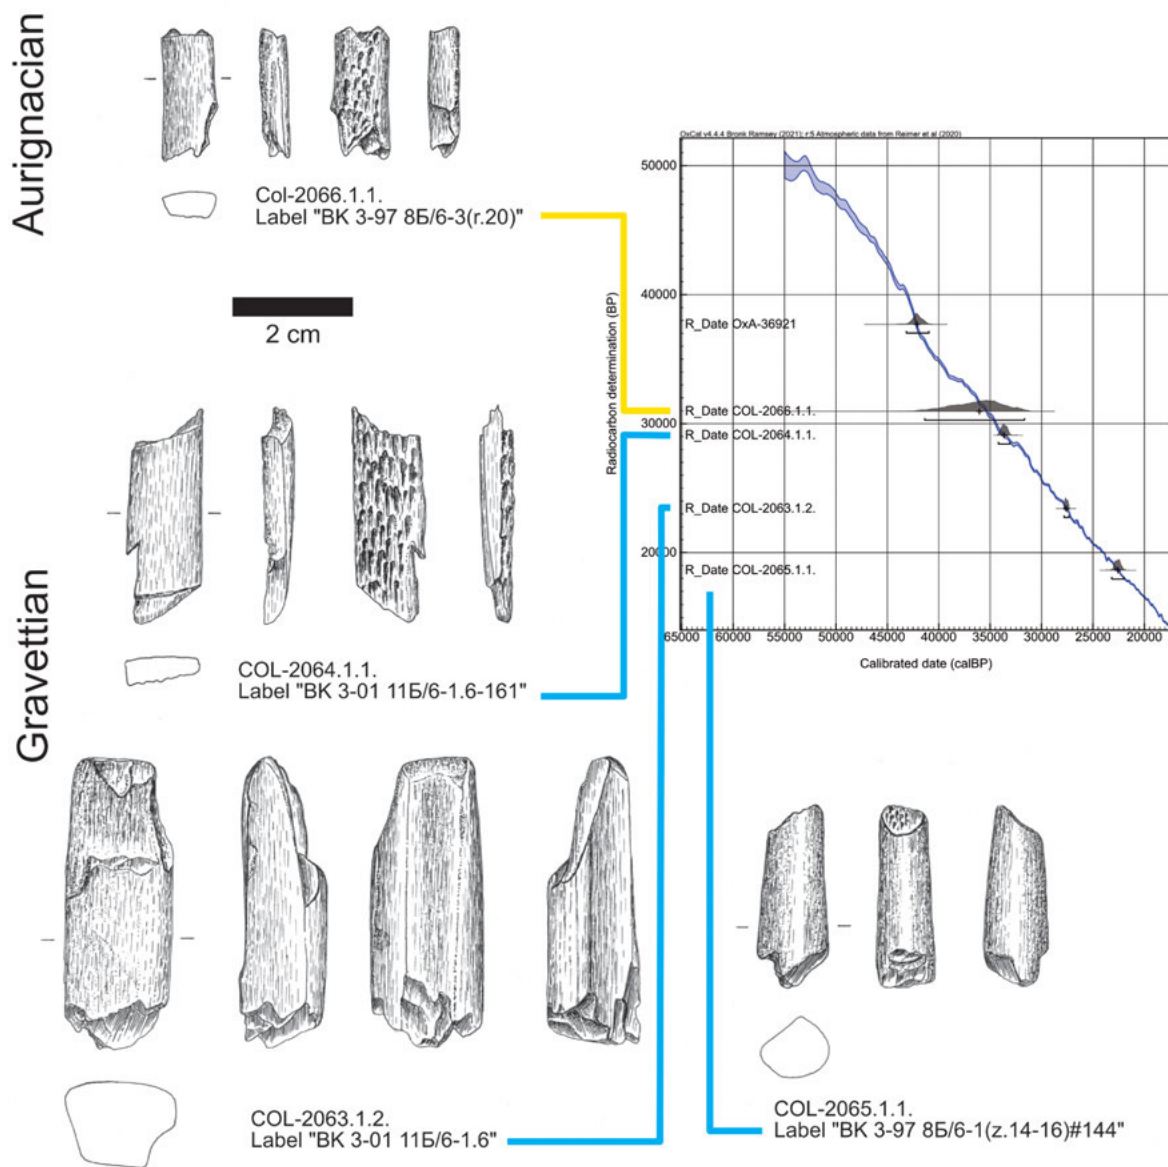 Aurignacian
Col-2066.1.1.
Label "BK 3-97 8Б/6-3(r.20)"
2 cm
Gravettian
COL-2064.1.1.
Label "BK 3-01 11Б/6-1.6-161"
COL-2063.1.2.
Label "BK 3-01 11Б/6-1.6"
COL-2065.1.1.
Label "BK 3-97 8Б/6-1(z.14-16)#144"
OxCal v4.4.4 Bronk Ramsey (2021); r:5 Atmospheric data from Reimer et al (2020)
Radiocarbon determination (BP)
50000
40000
30000
20000
R_Date OxA-36921
R_Date COL-2066.1.1.
R_Date COL-2064.1.1.
R_Date COL-2063.1.2.
R_Date COL-2065.1.1.
65000 60000 55000 50000 45000 40000 35000 30000 25000 20000
Calibrated date (calBP)